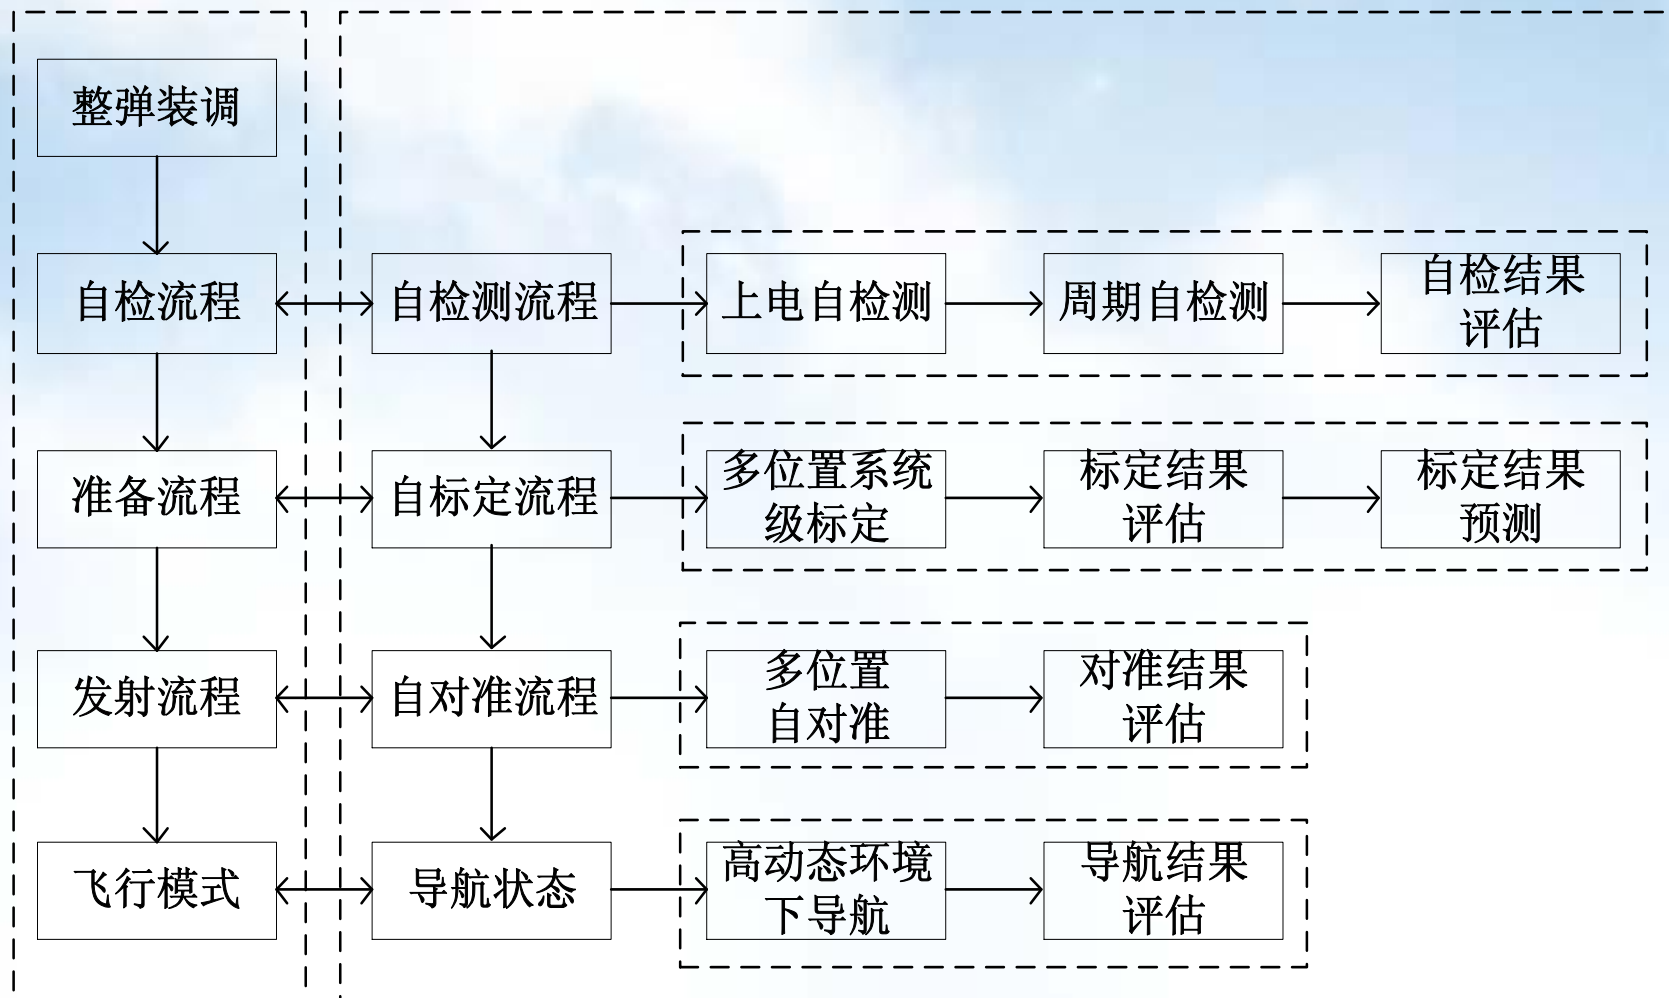 整弹装调
自检流程
自检测流程
上电自检测
周期自检测
自检结果
评估
准备流程
自标定流程
多位置系统
级标定
标定结果
评估
标定结果
预测
发射流程
自对准流程
多位置
自对准
对准结果
评估
飞行模式
导航状态
高动态环境
下导航
导航结果
评估